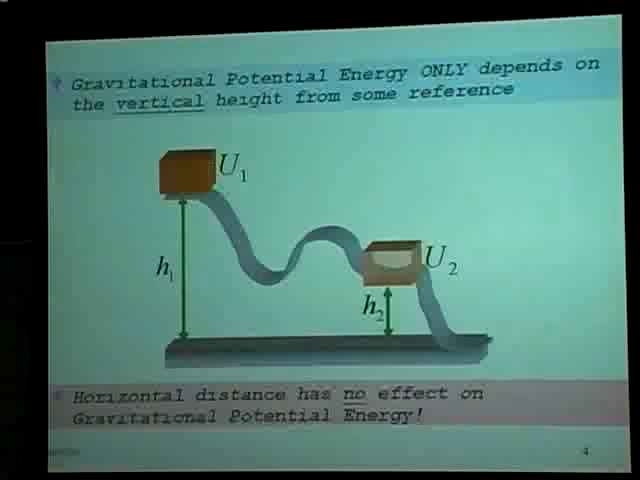 Gravitational Potential Energy ONLY depends on
the vertical height from some reference
U1
h1
U2
h2
Horizontal distance has no effect on
Gravitational Potential Energy!
4